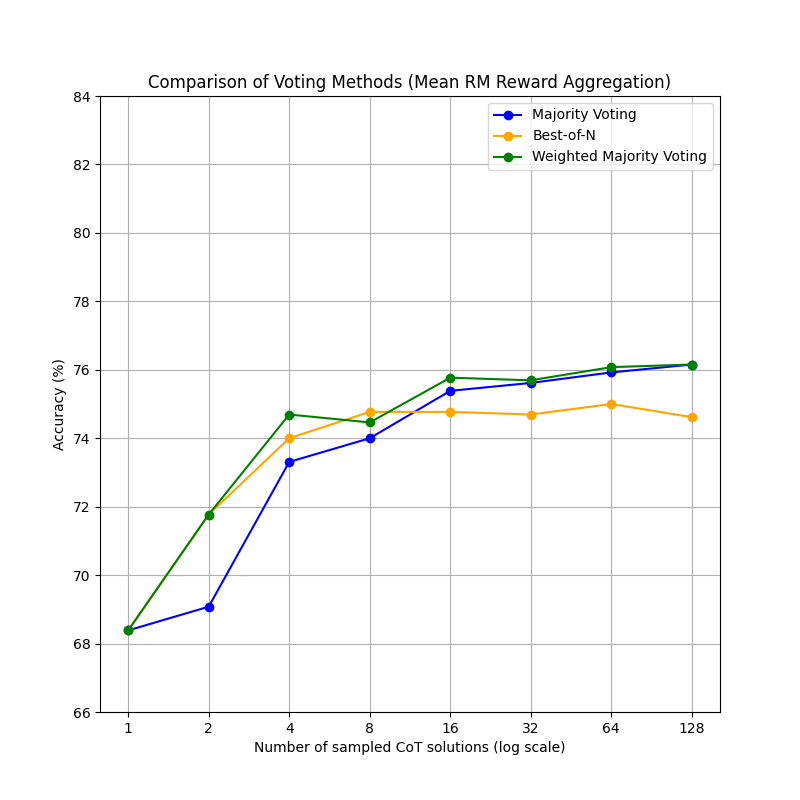 Comparison of Voting Methods (Mean RM Reward Aggregation)
Majority Voting
Best-of-N
Weighted Majority Voting
Accuracy (%)
84
82
80
78
76
74
72
70
68
66
1 2 4 8 16 32 64 128
Number of sampled CoT solutions (log scale)